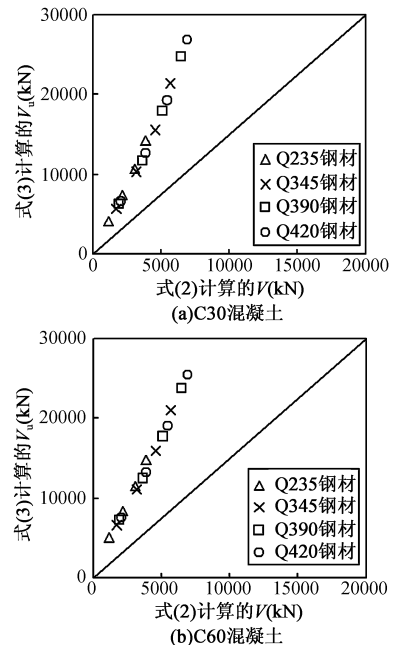 30000
20000
10000
0
式(3)计算的Vu(kN)
△ Q235钢材
× Q345钢材
□ Q390钢材
○ Q420钢材
0 5000 10000 15000 20000
式(2)计算的V(kN)
(a)C30混凝土
30000
20000
10000
0
式(3)计算的Vu(kN)
△ Q235钢材
× Q345钢材
□ Q390钢材
○ Q420钢材
0 5000 10000 15000 20000
式(2)计算的V(kN)
(b)C60混凝土